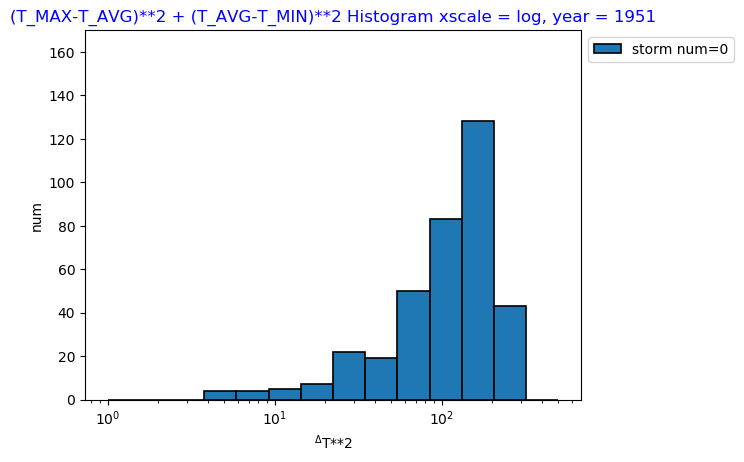 (T_MAX-T_AVG)**2 + (T_AVG-T_MIN)**2 Histogram xscale = log, year = 1951
storm num=0
160
140
120
100
80
60
40
20
0
num
10⁰ 10¹ 10²
ᐞT**2